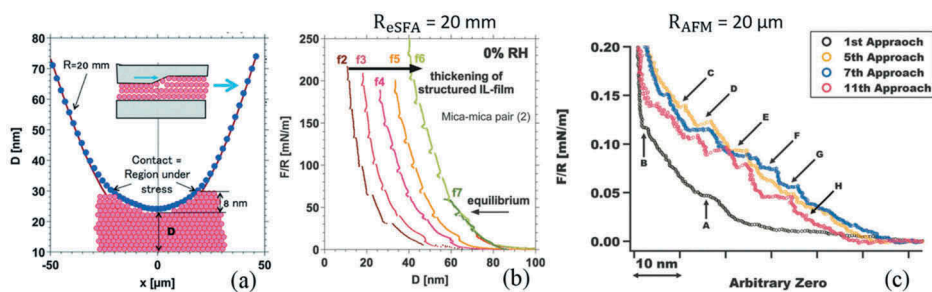 R_eSFA = 20 mm
R_AFM = 20 μm
D [nm]
70
60
50
40
30
20
10
R=20 mm
Contact =
Region under
stress
8 nm
D
-50
0
50
x [μm]
(a)
F/R [mN/m]
250
200
150
100
50
0
f2
f3
f4
f5
f6
f7
0% RH
thickening of
structured IL-film
Mica-mica pair (2)
equilibrium
0
20
40
60
80
100
D [nm]
(b)
F/R [mN/m]
0.20
0.15
0.10
0.05
0.00
1st Appraoch
5th Approach
7th Approach
11th Approach
A
B
C
D
E
F
G
H
10 nm
Arbitrary Zero
(c)